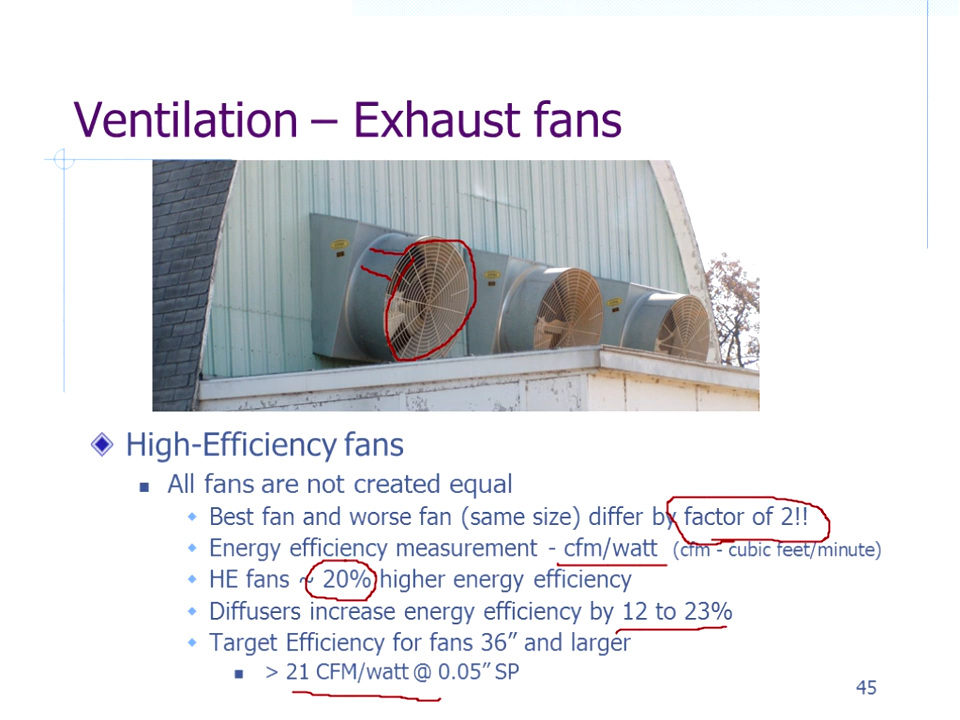 Ventilation – Exhaust fans
High-Efficiency fans
All fans are not created equal
Best fan and worse fan (same size) differ by factor of 2!!
Energy efficiency measurement - cfm/watt (cfm - cubic feet/minute)
HE fans ~ 20% higher energy efficiency
Diffusers increase energy efficiency by 12 to 23%
Target Efficiency for fans 36” and larger
> 21 CFM/watt @ 0.05” SP
45